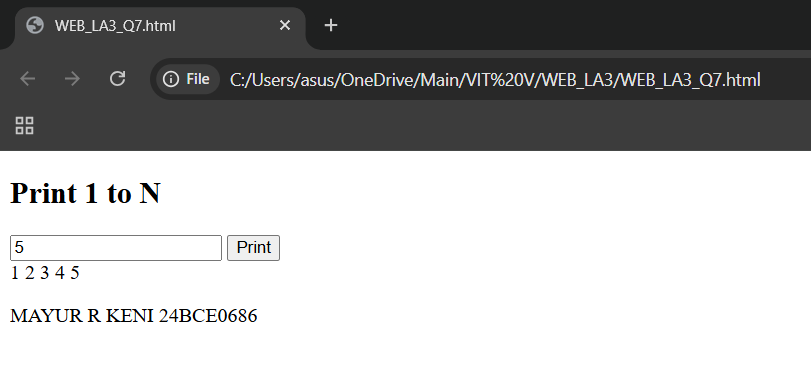 WEB_LA3_Q7.html
File C:/Users/asus/OneDrive/Main/VIT%20V/WEB_LA3/WEB_LA3_Q7.html
Print 1 to N
5 Print
1 2 3 4 5
MAYUR R KENI 24BCE0686